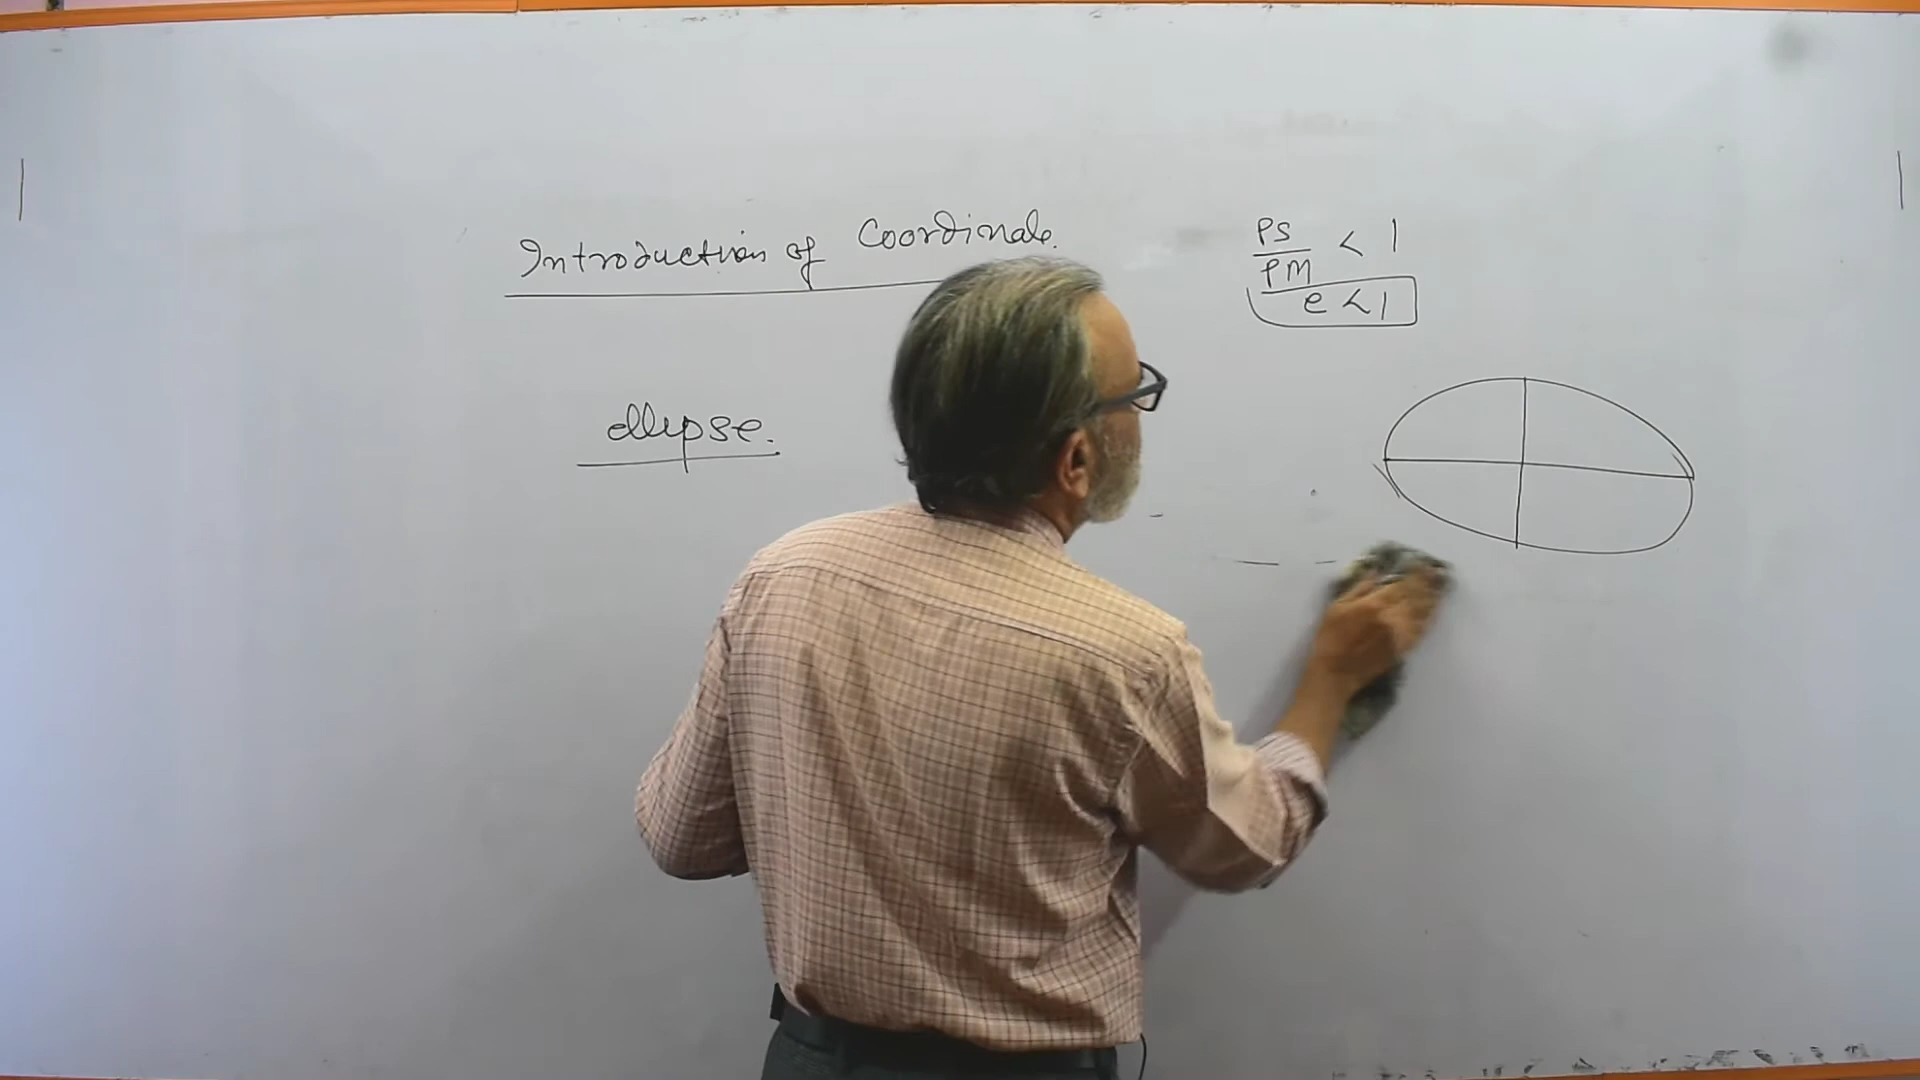 Introduction of Coordinate.
PS
PM
< 1
e < 1
ellipse.